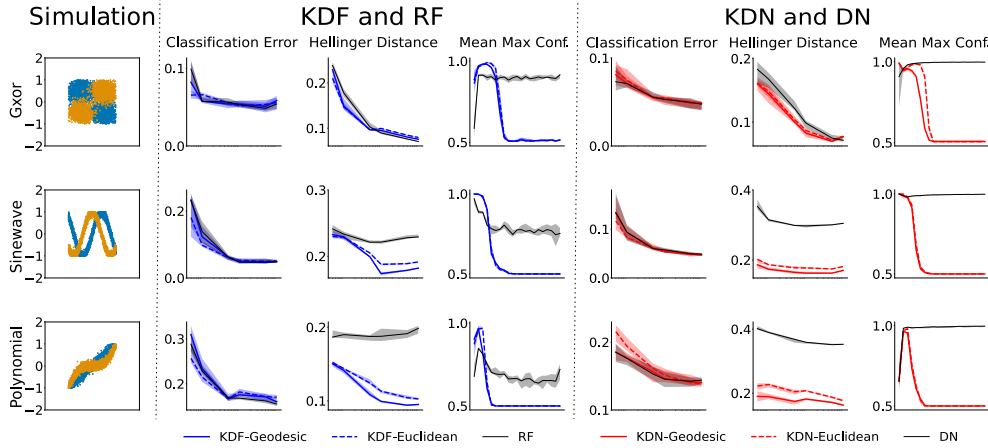 Simulation
KDF and RF
KDN and DN
Classification Error
Hellinger Distance
Mean Max Conf.
Classification Error
Hellinger Distance
Mean Max Conf.
Gxor
2
1
0
−1
−2
0.1
0.0
0.2
0.1
1.0
0.5
0.1
0.0
0.2
0.1
1.0
0.5
Sinewave
2
1
0
−1
−2
0.2
0.0
0.3
0.2
1.0
0.5
0.1
0.0
0.4
0.2
1.0
0.5
Polynomial
2
1
0
−1
−2
0.3
0.2
0.2
0.1
1.0
0.5
0.3
0.2
0.1
0.4
0.2
1.0
0.5
KDF-Geodesic
KDF-Euclidean
RF
KDN-Geodesic
KDN-Euclidean
DN